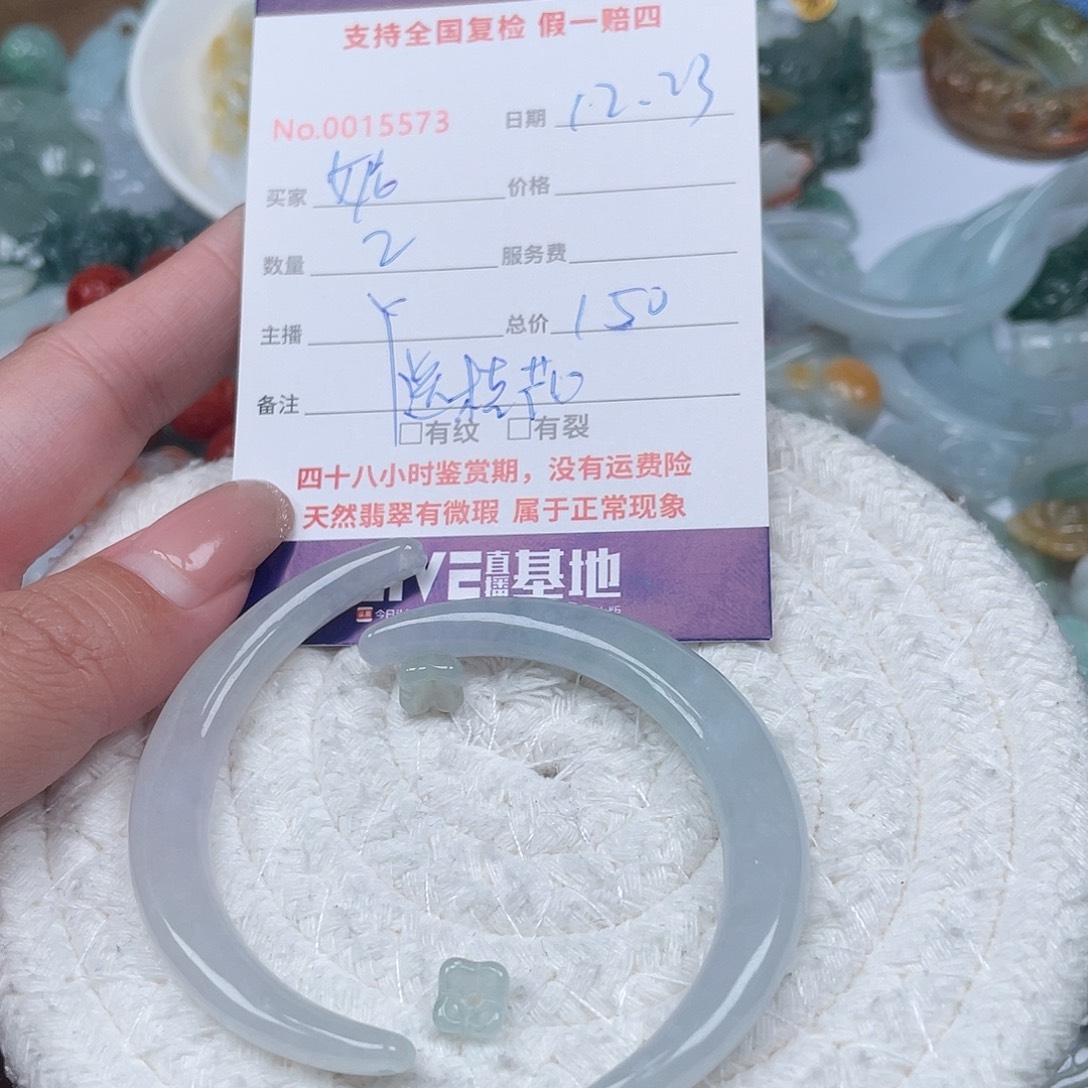 支持全国复检 假一赔四
No.0015573 日期 12.23
买家 价格
数量 2 服务费
主播 Y 总价 150
备注 送桔扣
□有纹 □有裂
四十八小时鉴赏期，没有运费险
天然翡翠有微瑕 属于正常现象
直播基地